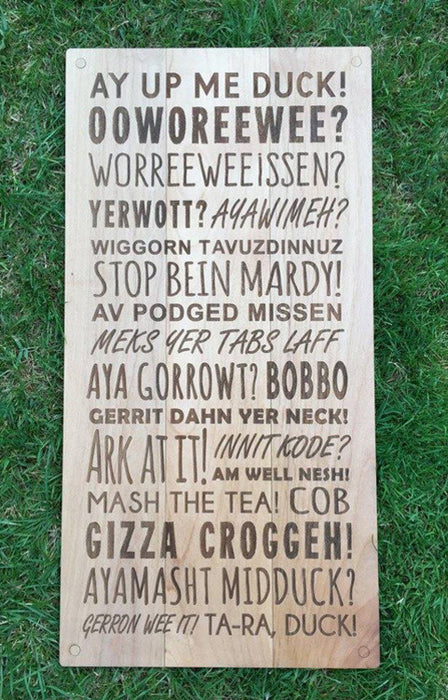 AY UP ME DUCK!
OOWOREEWEE?
WORREEWEEISSEN?
YERWOTT? AYAWIMEH?
WIGGORN TAVUZDINNUZ
STOP BEIN MARDY!
AV PODGED MISSEN
MEKS YER TABS LAFF
AYA GORROWT? BOBBO
GERRIT DAHN YER NECK!
ARK AT IT! INNIT KODE?
AM WELL NESH!
MASH THE TEA! COB
GIZZA CROGGEH!
AYAMASHT MIDDUCK?
GERRON WEE IT! TA-RA, DUCK!